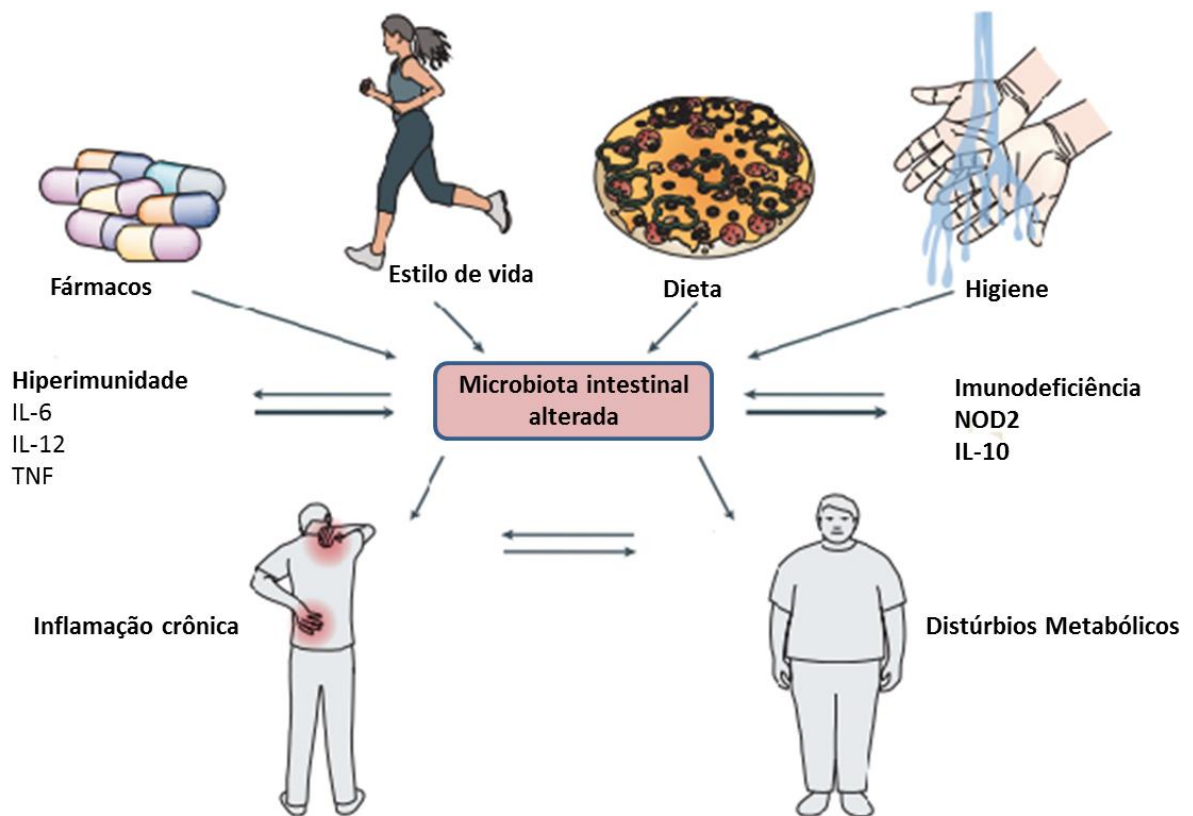 Fármacos
Estilo de vida
Dieta
Higiene
Microbiota intestinal
alterada
Hiperimunidade
IL-6
IL-12
TNF
Imunodeficiência
NOD2
IL-10
Inflamação crônica
Distúrbios Metabólicos